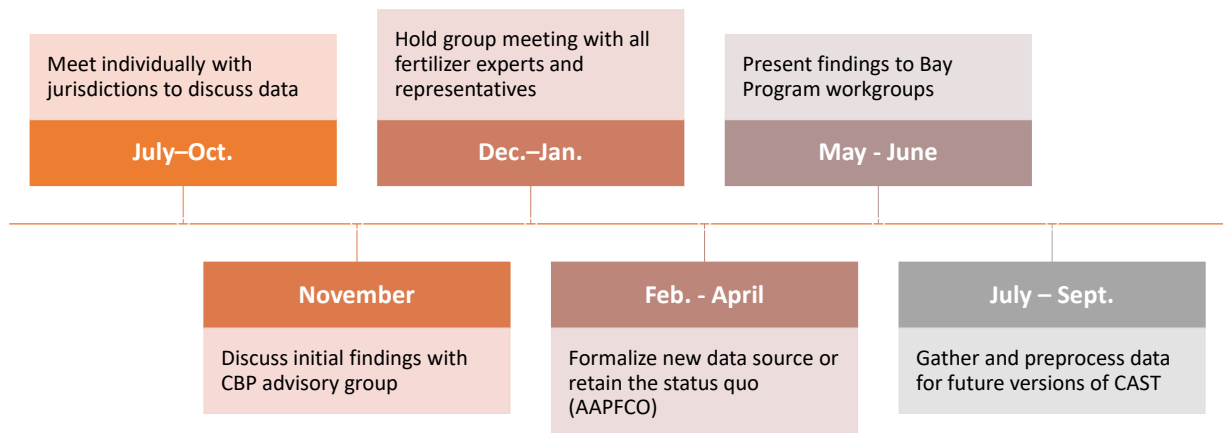 Meet individually with
jurisdictions to discuss data
July–Oct.
Hold group meeting with all
fertilizer experts and
representatives
Dec.–Jan.
Present findings to Bay
Program workgroups
May - June
November
Discuss initial findings with
CBP advisory group
Feb. - April
Formalize new data source or
retain the status quo
(AAPFCO)
July – Sept.
Gather and preprocess data
for future versions of CAST